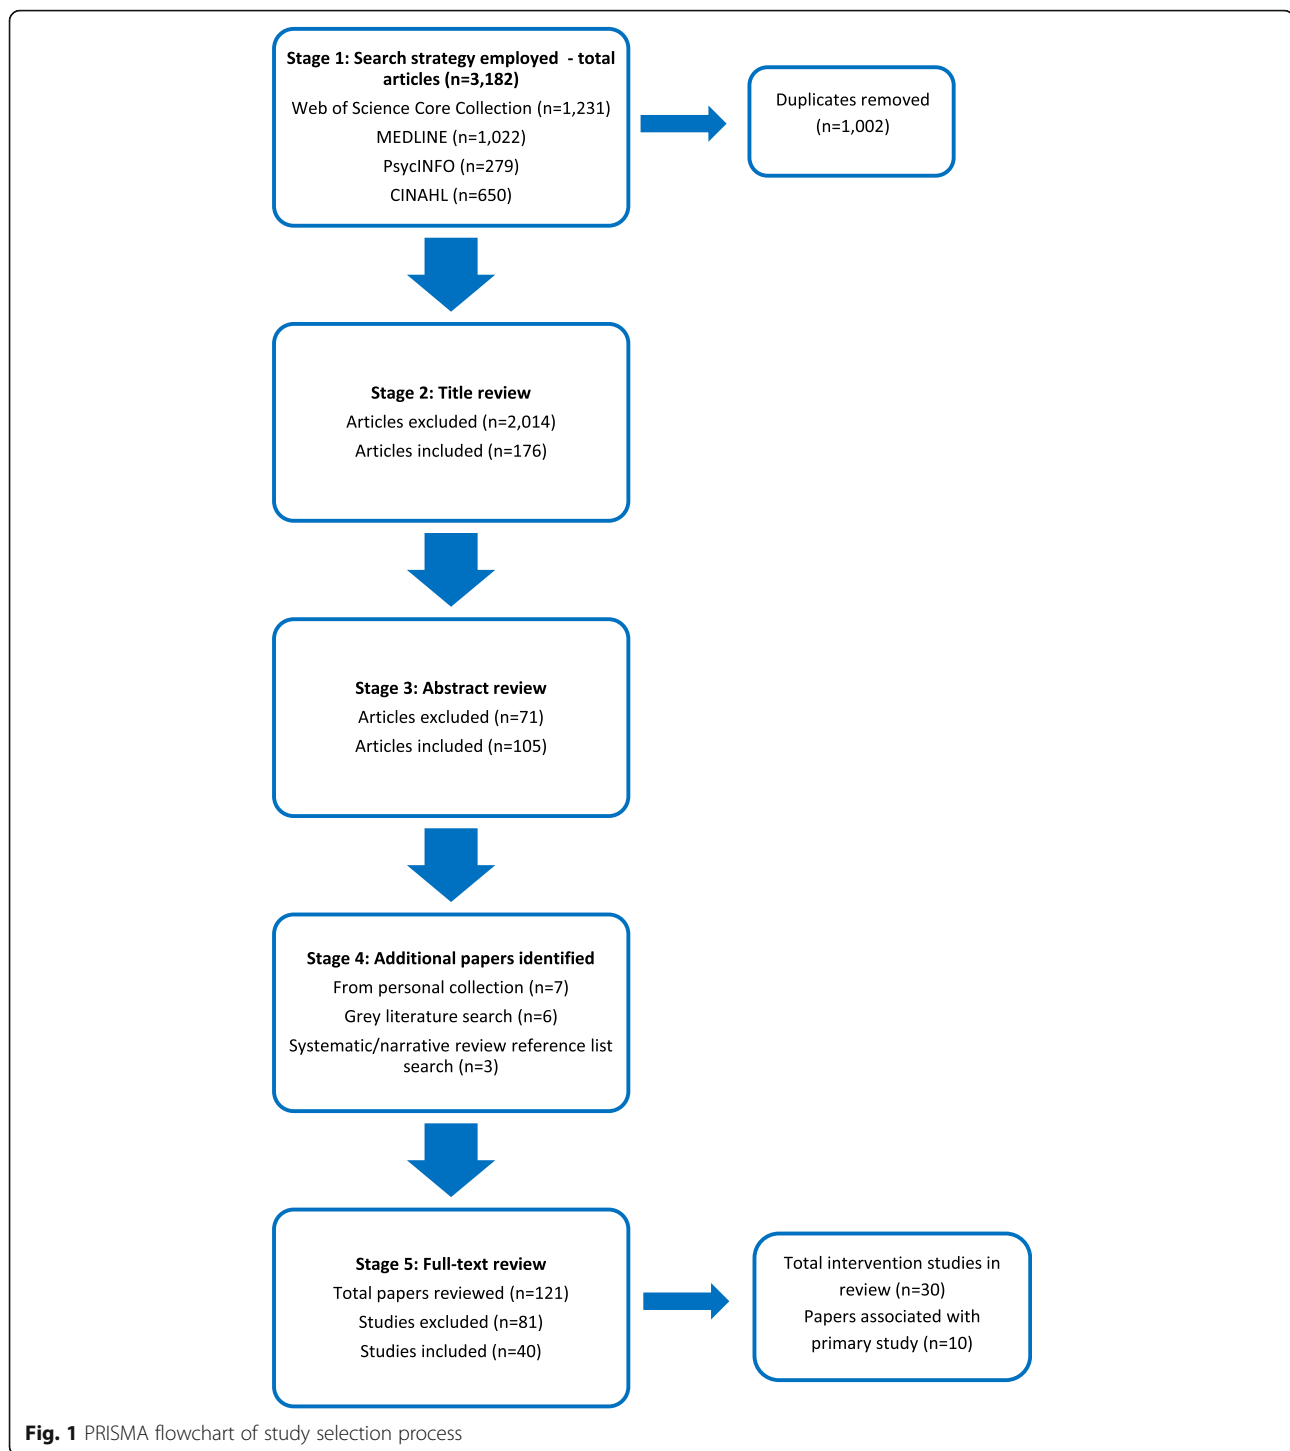 Stage 1: Search strategy employed - total
articles (n=3,182)
Web of Science Core Collection (n=1,231)
MEDLINE (n=1,022)
PsycINFO (n=279)
CINAHL (n=650)
Duplicates removed
(n=1,002)
Stage 2: Title review
Articles excluded (n=2,014)
Articles included (n=176)
Stage 3: Abstract review
Articles excluded (n=71)
Articles included (n=105)
Stage 4: Additional papers identified
From personal collection (n=7)
Grey literature search (n=6)
Systematic/narrative review reference list
search (n=3)
Stage 5: Full-text review
Total papers reviewed (n=121)
Studies excluded (n=81)
Studies included (n=40)
Total intervention studies in
review (n=30)
Papers associated with
primary study (n=10)
Fig. 1 PRISMA flowchart of study selection process